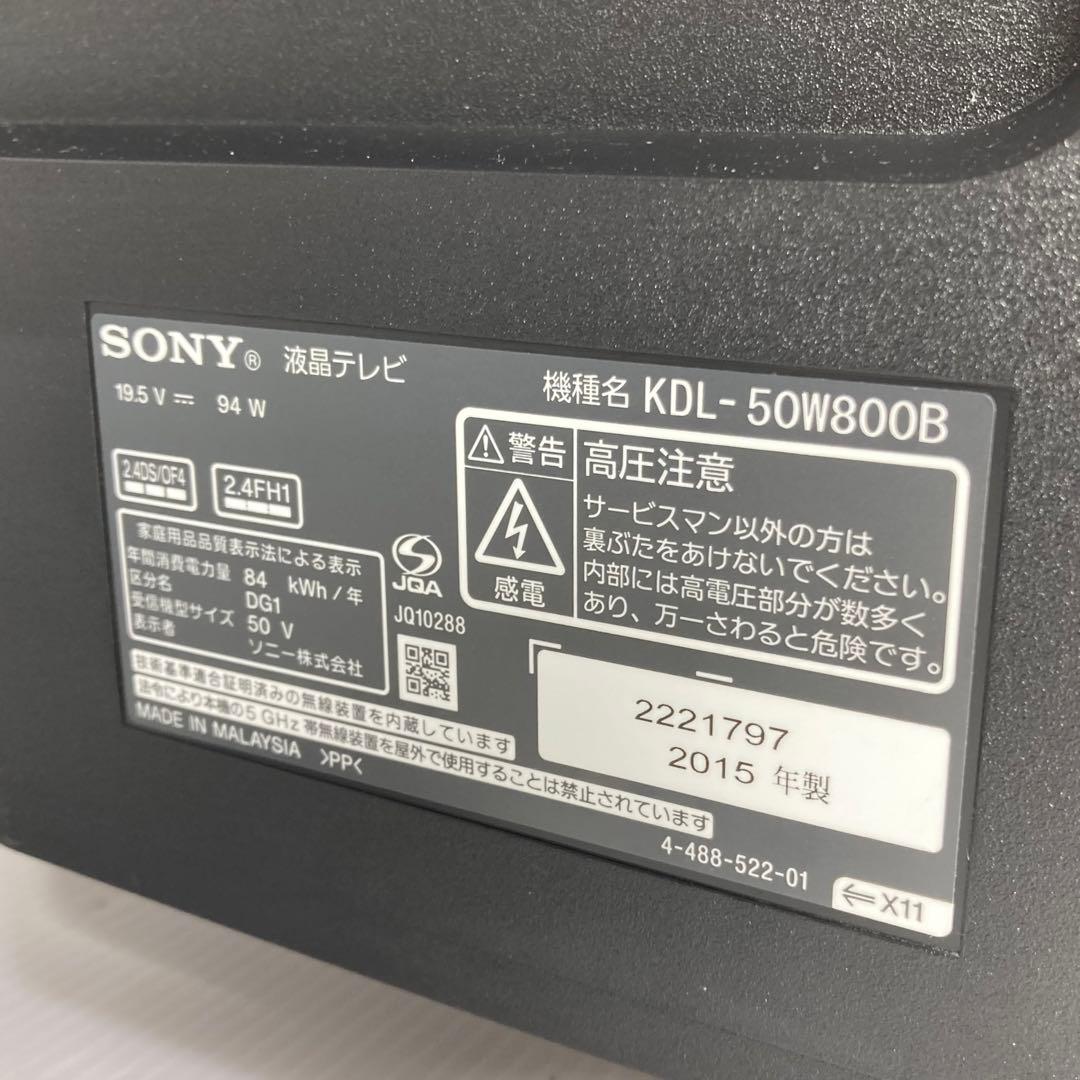 SONY® 液晶テレビ
19.5 V ⎓ 94 W
機種名 KDL-50W800B
2.4DS/OF4
2.4FH1
家庭用品品質表示法による表示
年間消費電力量 84 kWh/年
区分名 DG1
受信機型サイズ 50 V
表示者 ソニー株式会社
JQA
JQ10288
⚠警告
感電
高圧注意
サービスマン以外の方は
裏ぶたをあけないでください。
内部には高電圧部分が数多く
あり、万一さわると危険です。
技術基準適合証明済みの無線装置を内蔵しています
法令により本機の5 GHz 帯無線装置を屋外で使用することは禁止されています
MADE IN MALAYSIA >PP<
2221797
2015 年製
4-488-522-01
⇐X11